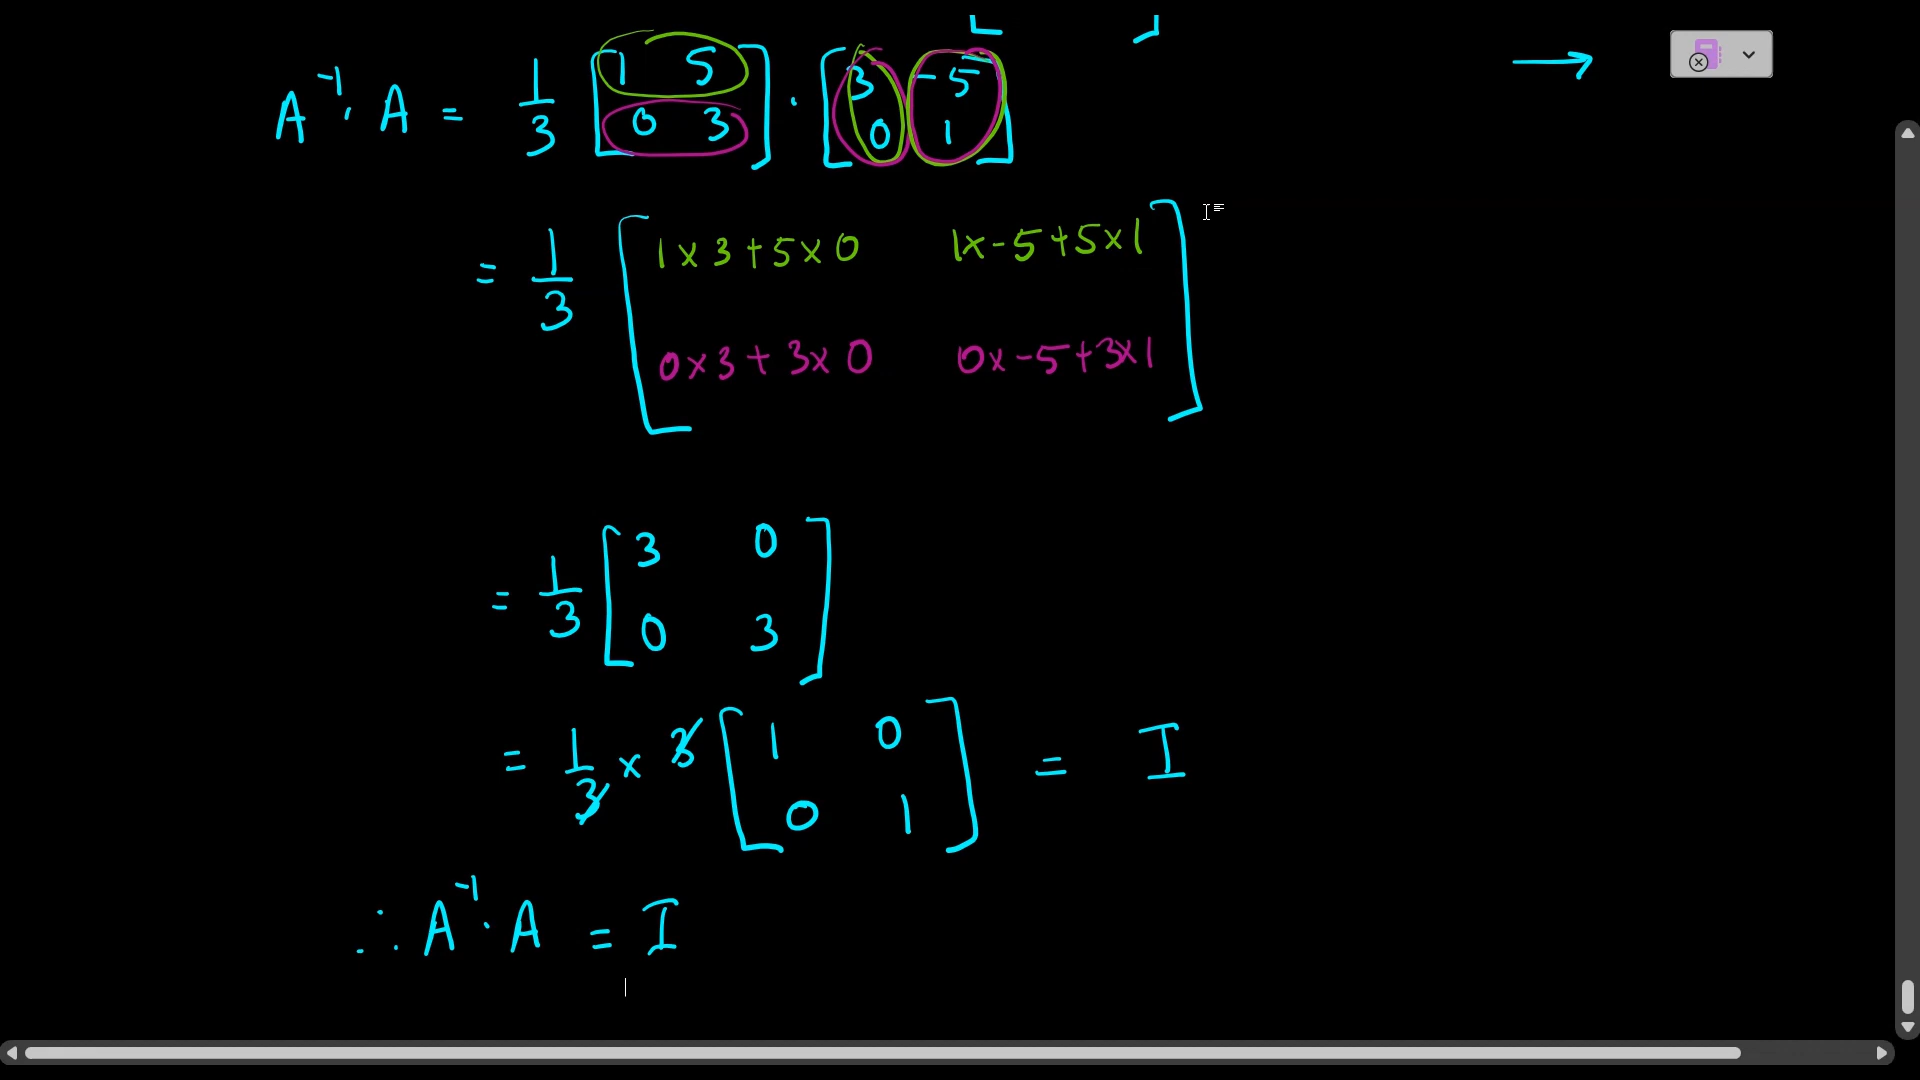 A⁻¹ · A = 1/3 [1 5; 0 3] · [3 -5; 0 1]
= 1/3 [1×3+5×0 1×-5+5×1; 0×3+3×0 0×-5+3×1]
= 1/3 [3 0; 0 3]
= 1/3 × 3 [1 0; 0 1] = I
∴ A⁻¹ · A = I